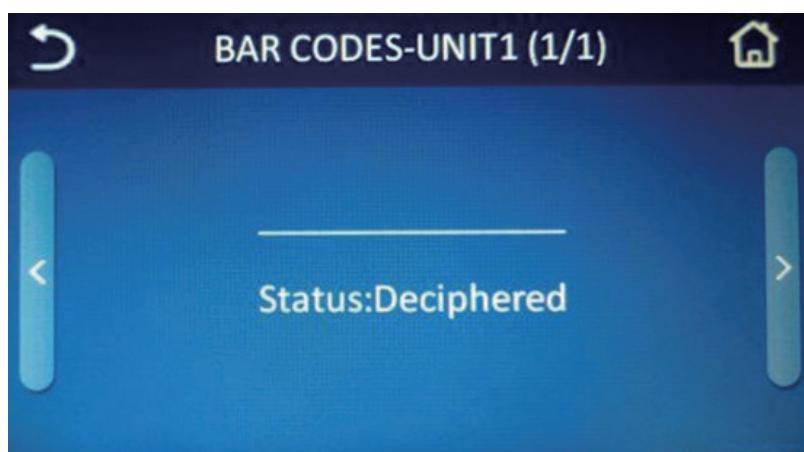 BAR CODES-UNIT1 (1/1)
< >
Status:Deciphered